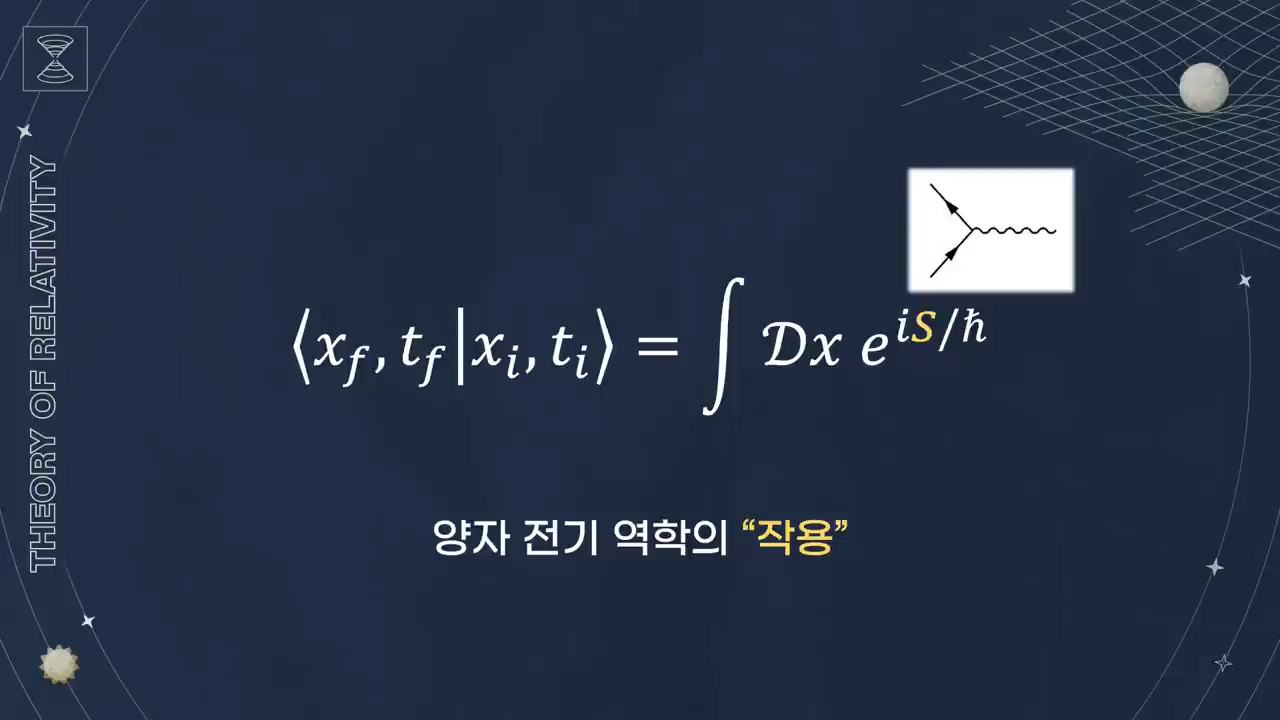 THEORY OF RELATIVITY
⟨x_f, t_f|x_i, t_i⟩ = ∫ 𝒟x e^{iS/ħ}
양자 전기 역학의 “작용”